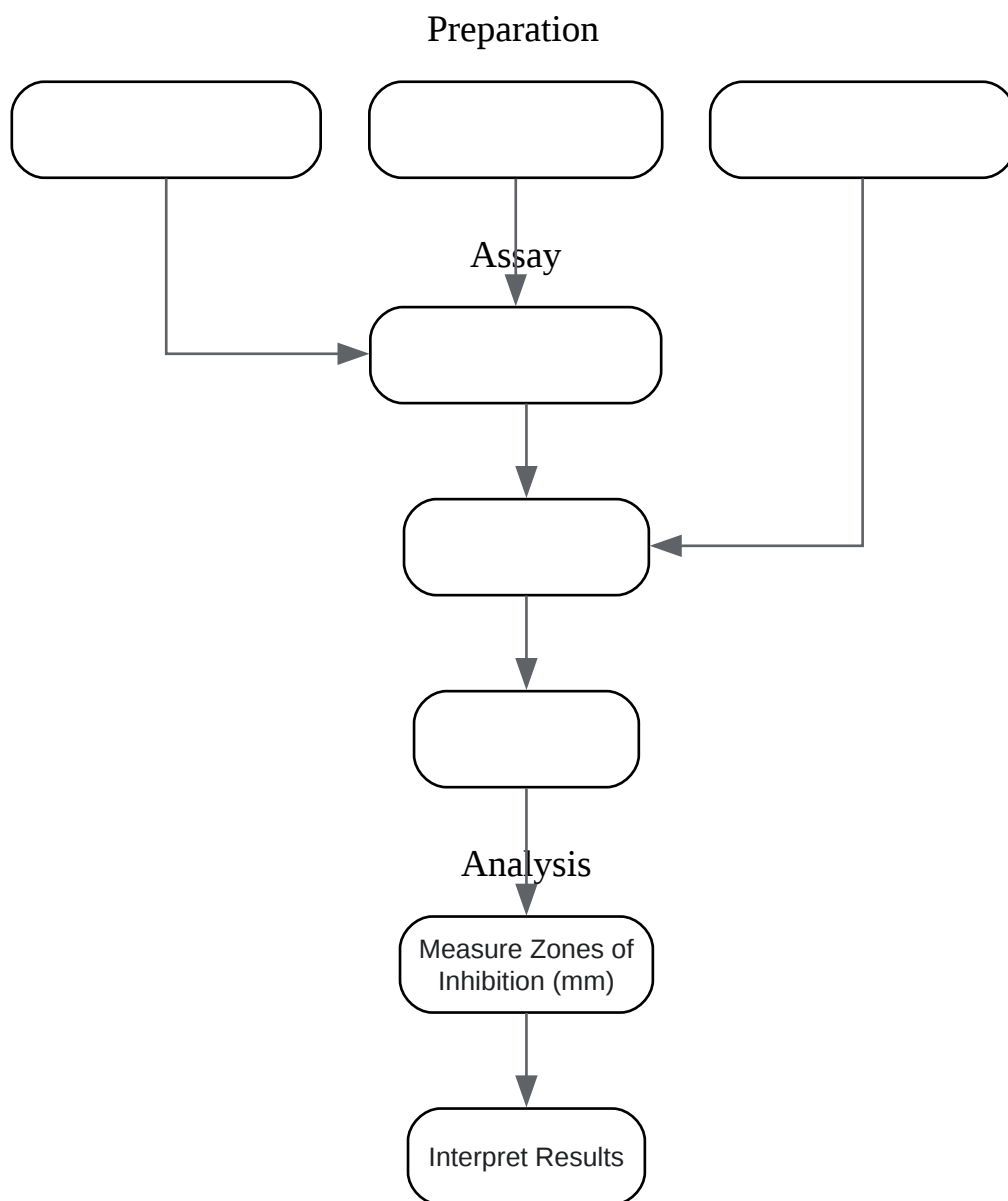 Preparation
Assay
Analysis
Measure Zones of
Inhibition (mm)
Interpret Results